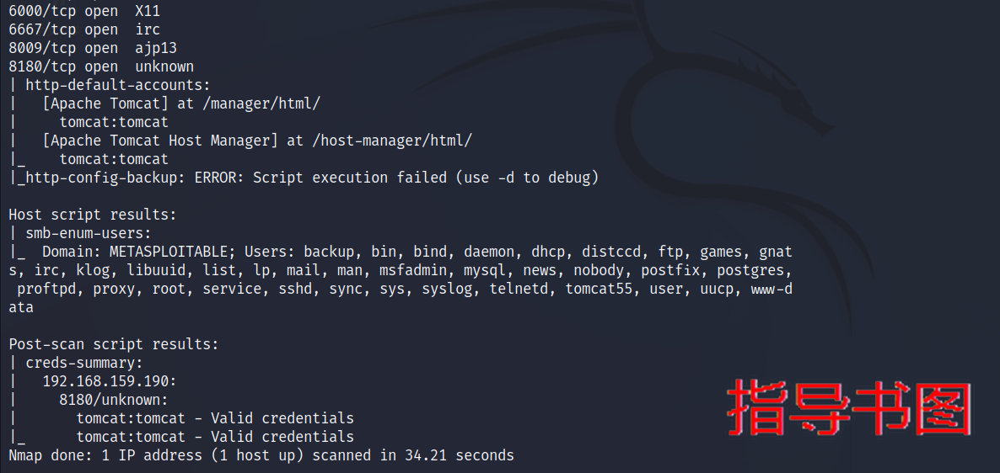 6000/tcp open  X11
6667/tcp open  irc
8009/tcp open  ajp13
8180/tcp open  unknown
| http-default-accounts:
|   [Apache Tomcat] at /manager/html/
|     tomcat:tomcat
|   [Apache Tomcat Host Manager] at /host-manager/html/
|_    tomcat:tomcat
|_http-config-backup: ERROR: Script execution failed (use -d to debug)
Host script results:
| smb-enum-users:
|_  Domain: METASPLOITABLE; Users: backup, bin, bind, daemon, dhcp, distccd, ftp, games, gnat
s, irc, klog, libuuid, list, lp, mail, man, msfadmin, mysql, news, nobody, postfix, postgres,
 proftpd, proxy, root, service, sshd, sync, sys, syslog, telnetd, tomcat55, user, uucp, www-d
ata
Post-scan script results:
| creds-summary:
|   192.168.159.190:
|     8180/unknown:
|       tomcat:tomcat - Valid credentials
|_      tomcat:tomcat - Valid credentials
Nmap done: 1 IP address (1 host up) scanned in 34.21 seconds
指导书图